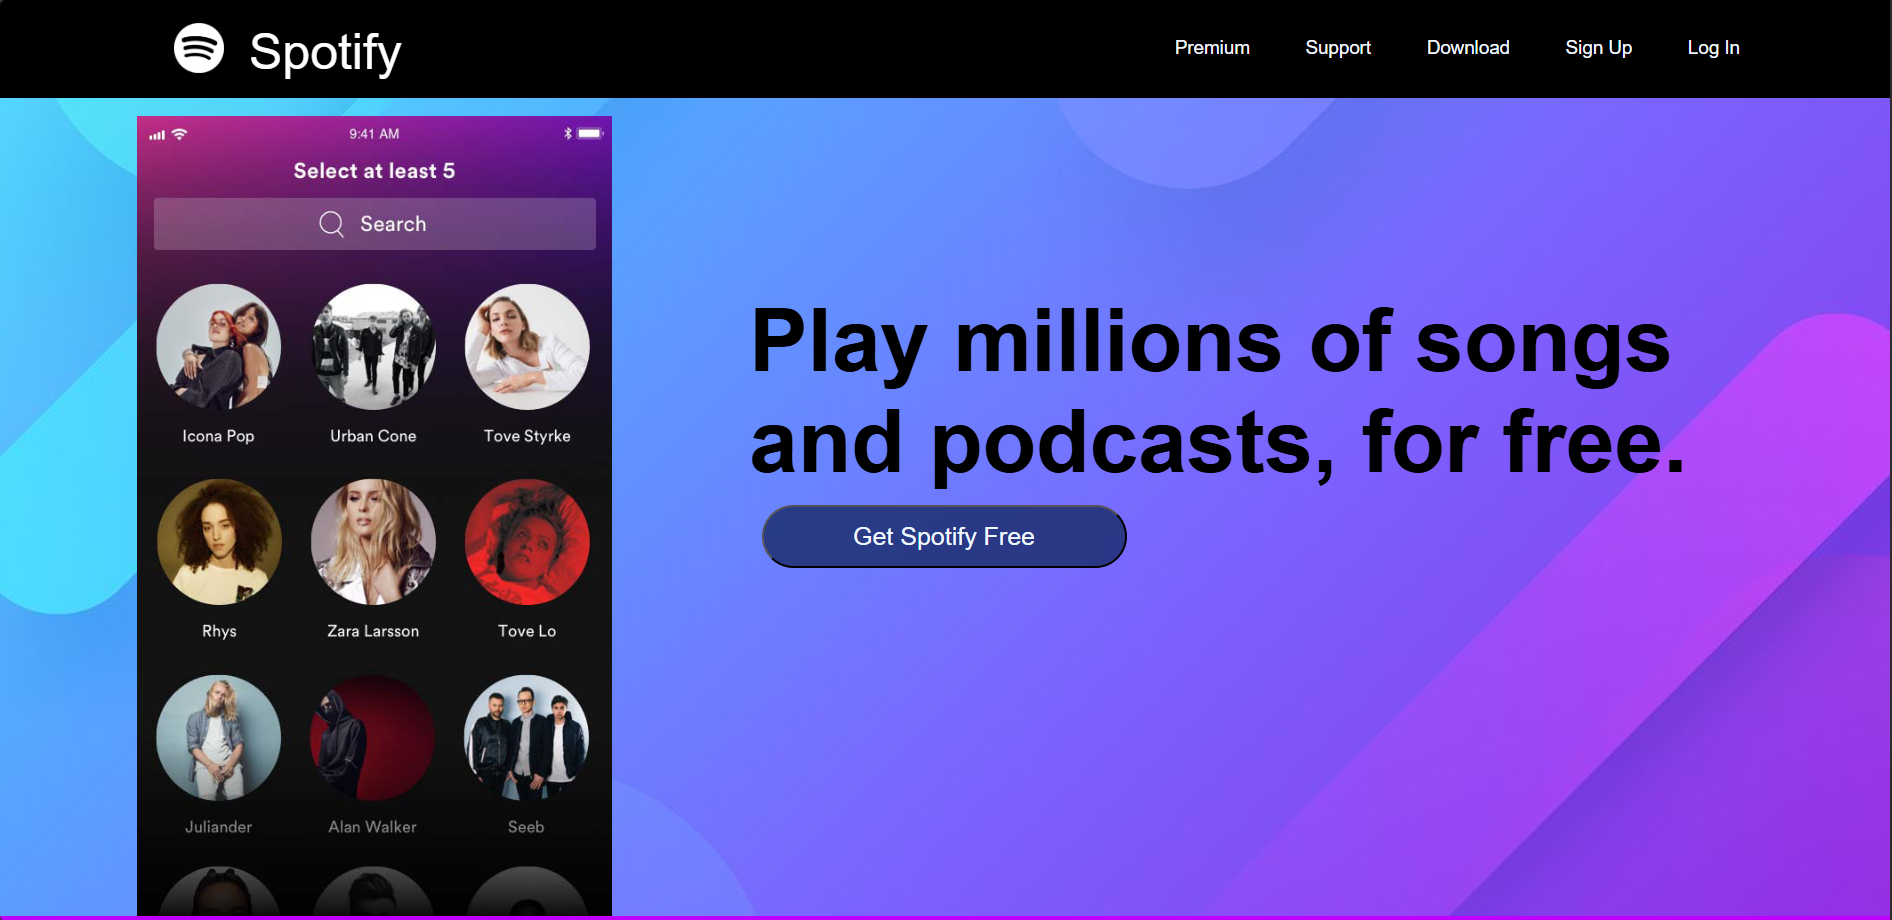 Spotify
Premium Support Download Sign Up Log In
9:41 AM
Select at least 5
Search
Icona Pop Urban Cone Tove Styrke
Rhys Zara Larsson Tove Lo
Juliander Alan Walker Seeb
Play millions of songs
and podcasts, for free.
Get Spotify Free